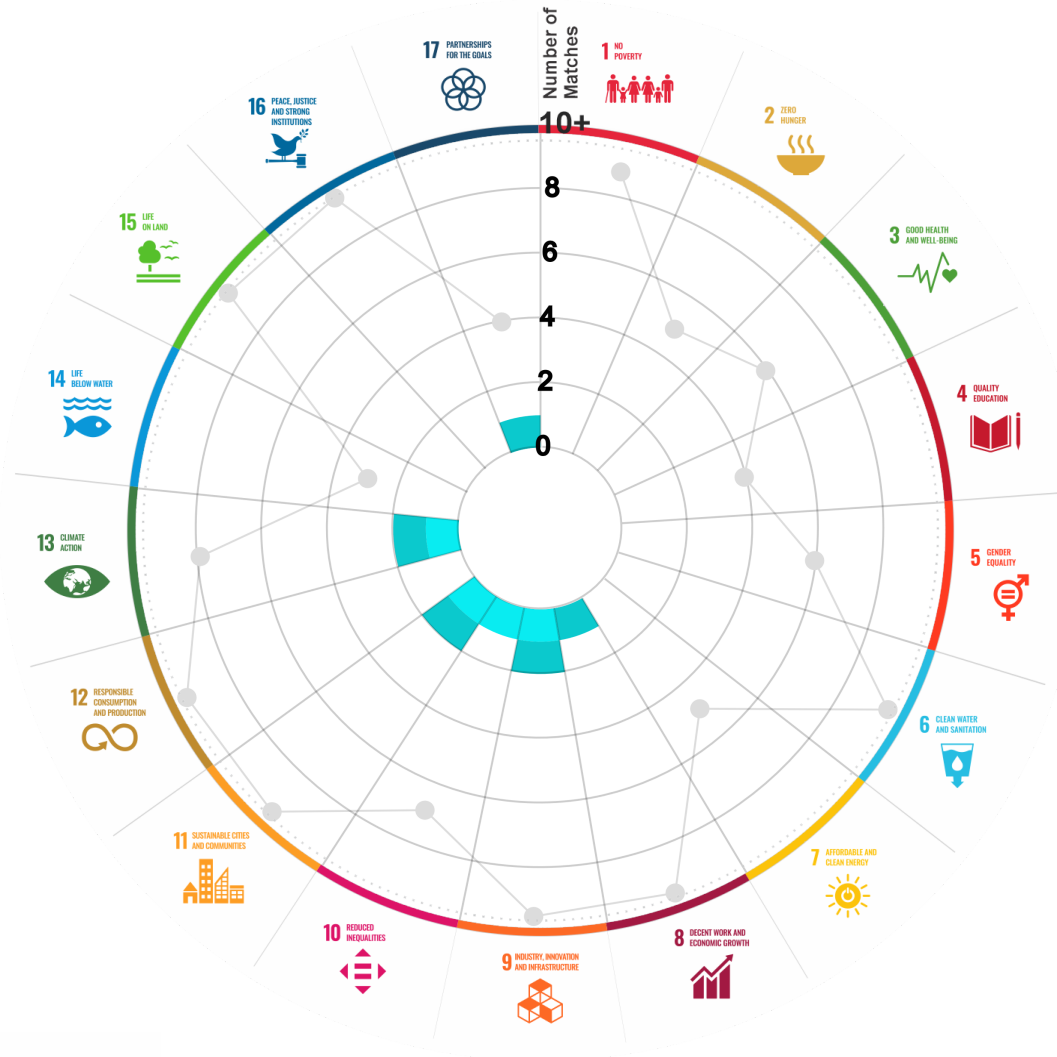 Number of
Matches
10+
8
6
4
2
0
1 NO
POVERTY
2 ZERO
HUNGER
3 GOOD HEALTH
AND WELL-BEING
4 QUALITY
EDUCATION
5 GENDER
EQUALITY
6 CLEAN WATER
AND SANITATION
7 AFFORDABLE AND
CLEAN ENERGY
8 DECENT WORK AND
ECONOMIC GROWTH
9 INDUSTRY, INNOVATION
AND INFRASTRUCTURE
10 REDUCED
INEQUALITIES
11 SUSTAINABLE CITIES
AND COMMUNITIES
12 RESPONSIBLE
CONSUMPTION
AND PRODUCTION
13 CLIMATE
ACTION
14 LIFE
BELOW WATER
15 LIFE
ON LAND
16 PEACE, JUSTICE
AND STRONG
INSTITUTIONS
17 PARTNERSHIPS
FOR THE GOALS